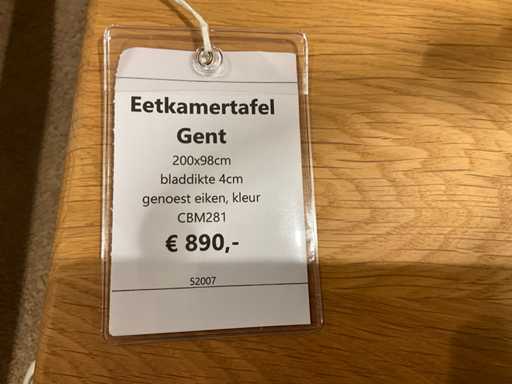 Eetkamertafel
Gent
200x98cm
bladdikte 4cm
genoest eiken, kleur
CBM281
€ 890,-
52007